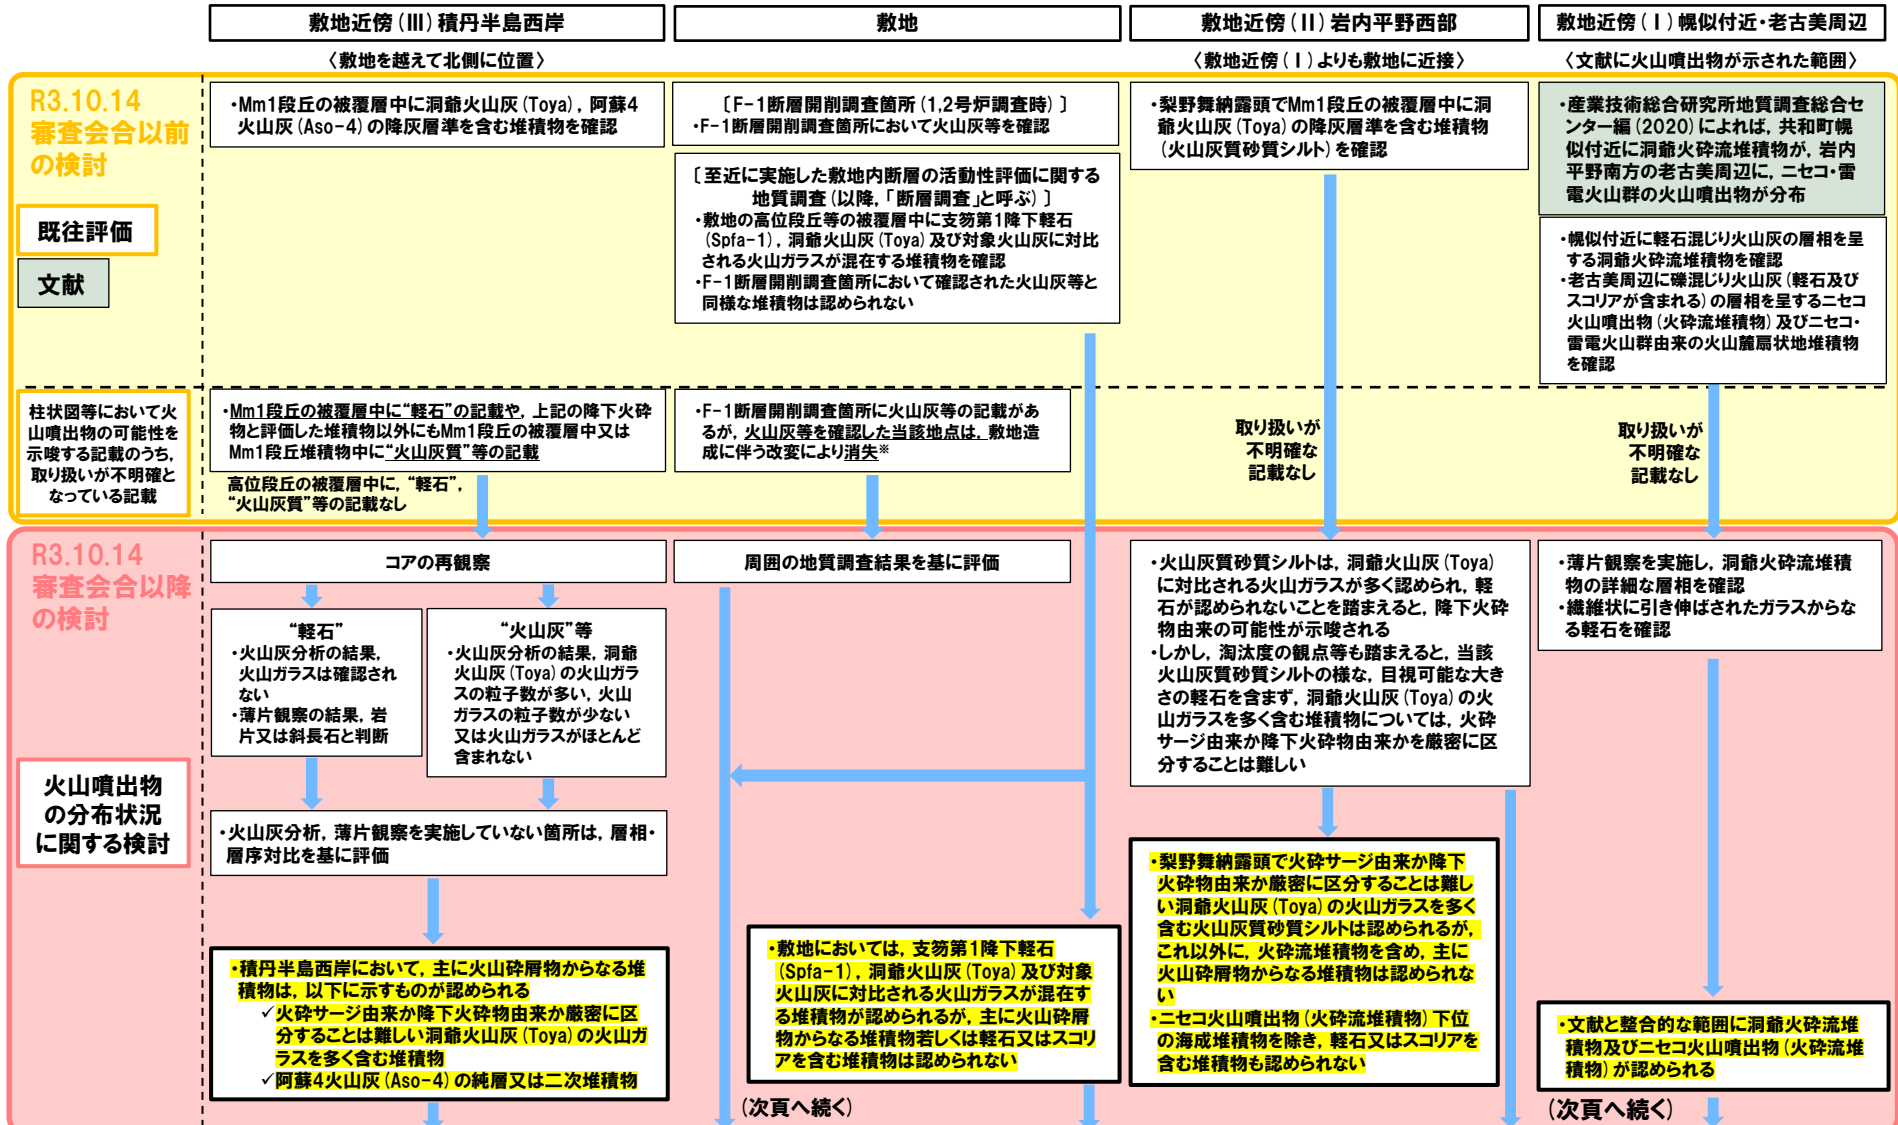 敷地近傍(Ⅲ)積丹半島西岸
敷地
敷地近傍(Ⅱ)岩内平野西部
敷地近傍(Ⅰ)幌似付近・老古美周辺
〈敷地を越えて北側に位置〉
〈敷地近傍(Ⅰ)よりも敷地に近接〉
〈文献に火山噴出物が示された範囲〉
R3.10.14
審査会合以前
の検討
既往評価
文献
・Mm1段丘の被覆層中に洞爺火山灰(Toya),阿蘇4
火山灰(Aso-4)の降灰層準を含む堆積物を確認
〔F-1断層開削調査箇所(1,2号炉調査時)〕
・F-1断層開削調査箇所において火山灰等を確認
〔至近に実施した敷地内断層の活動性評価に関する
地質調査(以降,「断層調査」と呼ぶ)〕
・敷地の高位段丘等の被覆層中に支笏第1降下軽石
(Spfa-1),洞爺火山灰(Toya)及び対象火山灰に対比
される火山ガラスが混在する堆積物を確認
・F-1断層開削調査箇所において確認された火山灰等と
同様な堆積物は認められない
・梨野舞納露頭でMm1段丘の被覆層中に洞
爺火山灰(Toya)の降灰層準を含む堆積物
(火山灰質砂質シルト)を確認
・産業技術総合研究所地質調査総合セ
ンター編(2020)によれば,共和町幌
似付近に洞爺火砕流堆積物が,岩内
平野南方の老古美周辺に,ニセコ・雷
電火山群の火山噴出物が分布
・幌似付近に軽石混じり火山灰の層相を呈
する洞爺火砕流堆積物を確認
・老古美周辺に礫混じり火山灰(軽石及び
スコリアが含まれる)の層相を呈するニセコ
火山噴出物(火砕流堆積物)及びニセコ・
雷電火山群由来の火山麓扇状地堆積物
を確認
柱状図等において火
山噴出物の可能性を
示唆する記載のうち,
取り扱いが不明確と
なっている記載
・Mm1段丘の被覆層中に“軽石”の記載や,上記の降下火砕
物と評価した堆積物以外にもMm1段丘の被覆層中又は
Mm1段丘堆積物中に“火山灰質”等の記載
高位段丘の被覆層中に,“軽石”,
“火山灰質”等の記載なし
・F-1断層開削調査箇所に火山灰等の記載があ
るが,火山灰等を確認した当該地点は,敷地造
成に伴う改変により消失※
取り扱いが
不明確な
記載なし
取り扱いが
不明確な
記載なし
R3.10.14
審査会合以降
の検討
火山噴出物
の分布状況
に関する検討
コアの再観察
“軽石”
・火山灰分析の結果,
火山ガラスは確認され
ない
・薄片観察の結果,岩
片又は斜長石と判断
“火山灰”等
・火山灰分析の結果,洞爺
火山灰(Toya)の火山ガラ
スの粒子数が多い,火山
ガラスの粒子数が少ない
又は火山ガラスがほとんど
含まれない
・火山灰分析,薄片観察を実施していない箇所は,層相・
層序対比を基に評価
・積丹半島西岸において,主に火山砕屑物からなる堆
積物は,以下に示すものが認められる
✓火砕サージ由来か降下火砕物由来か厳密に区
分することは難しい洞爺火山灰(Toya)の火山ガ
ラスを多く含む堆積物
✓阿蘇4火山灰(Aso-4)の純層又は二次堆積物
周囲の地質調査結果を基に評価
・敷地においては,支笏第1降下軽石
(Spfa-1),洞爺火山灰(Toya)及び対象
火山灰に対比される火山ガラスが混在す
る堆積物が認められるが,主に火山砕屑
物からなる堆積物若しくは軽石又はスコリ
アを含む堆積物は認められない
(次頁へ続く)
・火山灰質砂質シルトは,洞爺火山灰(Toya)
に対比される火山ガラスが多く認められ,軽
石が認められないことを踏まえると,降下火砕
物由来の可能性が示唆される
・しかし,淘汰度の観点等も踏まえると,当該
火山灰質砂質シルトの様な,目視可能な大き
さの軽石を含まず,洞爺火山灰(Toya)の火
山ガラスを多く含む堆積物については,火砕
サージ由来か降下火砕物由来かを厳密に区
分することは難しい
・梨野舞納露頭で火砕サージ由来か降下
火砕物由来か厳密に区分することは難し
い洞爺火山灰(Toya)の火山ガラスを多く
含む火山灰質砂質シルトは認められるが,
これ以外に,火砕流堆積物を含め,主に
火山砕屑物からなる堆積物は認められな
い
・ニセコ火山噴出物(火砕流堆積物)下位
の海成堆積物を除き,軽石又はスコリアを
含む堆積物も認められない
・薄片観察を実施し,洞爺火砕流堆積
物の詳細な層相を確認
・繊維状に引き伸ばされたガラスからな
る軽石を確認
・文献と整合的な範囲に洞爺火砕流堆
積物及びニセコ火山噴出物(火砕流堆
積物)が認められる
(次頁へ続く)